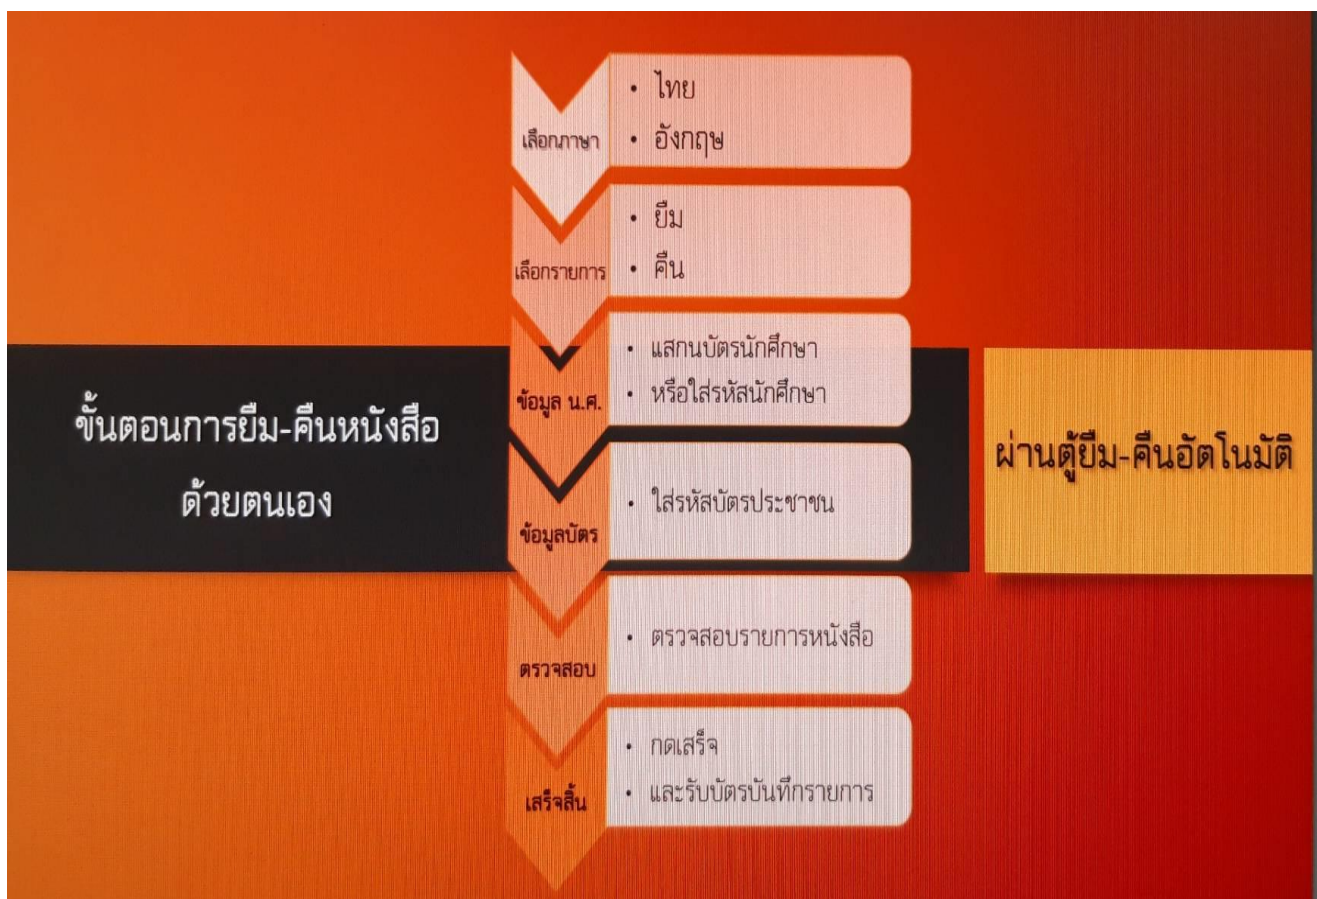 ขั้นตอนการยืม-คืนหนังสือ
ด้วยตนเอง
เลือกภาษา
• ไทย
• อังกฤษ
เลือกรายการ
• ยืม
• คืน
ข้อมูล น.ศ.
• แสกนบัตรนักศึกษา
• หรือใส่รหัสนักศึกษา
ข้อมูลบัตร
• ใส่รหัสบัตรประชาชน
ตรวจสอบ
• ตรวจสอบรายการหนังสือ
เสร็จสิ้น
• กดเสร็จ
• และรับบัตรบันทึกรายการ
ผ่านตู้ยืม-คืนอัตโนมัติ